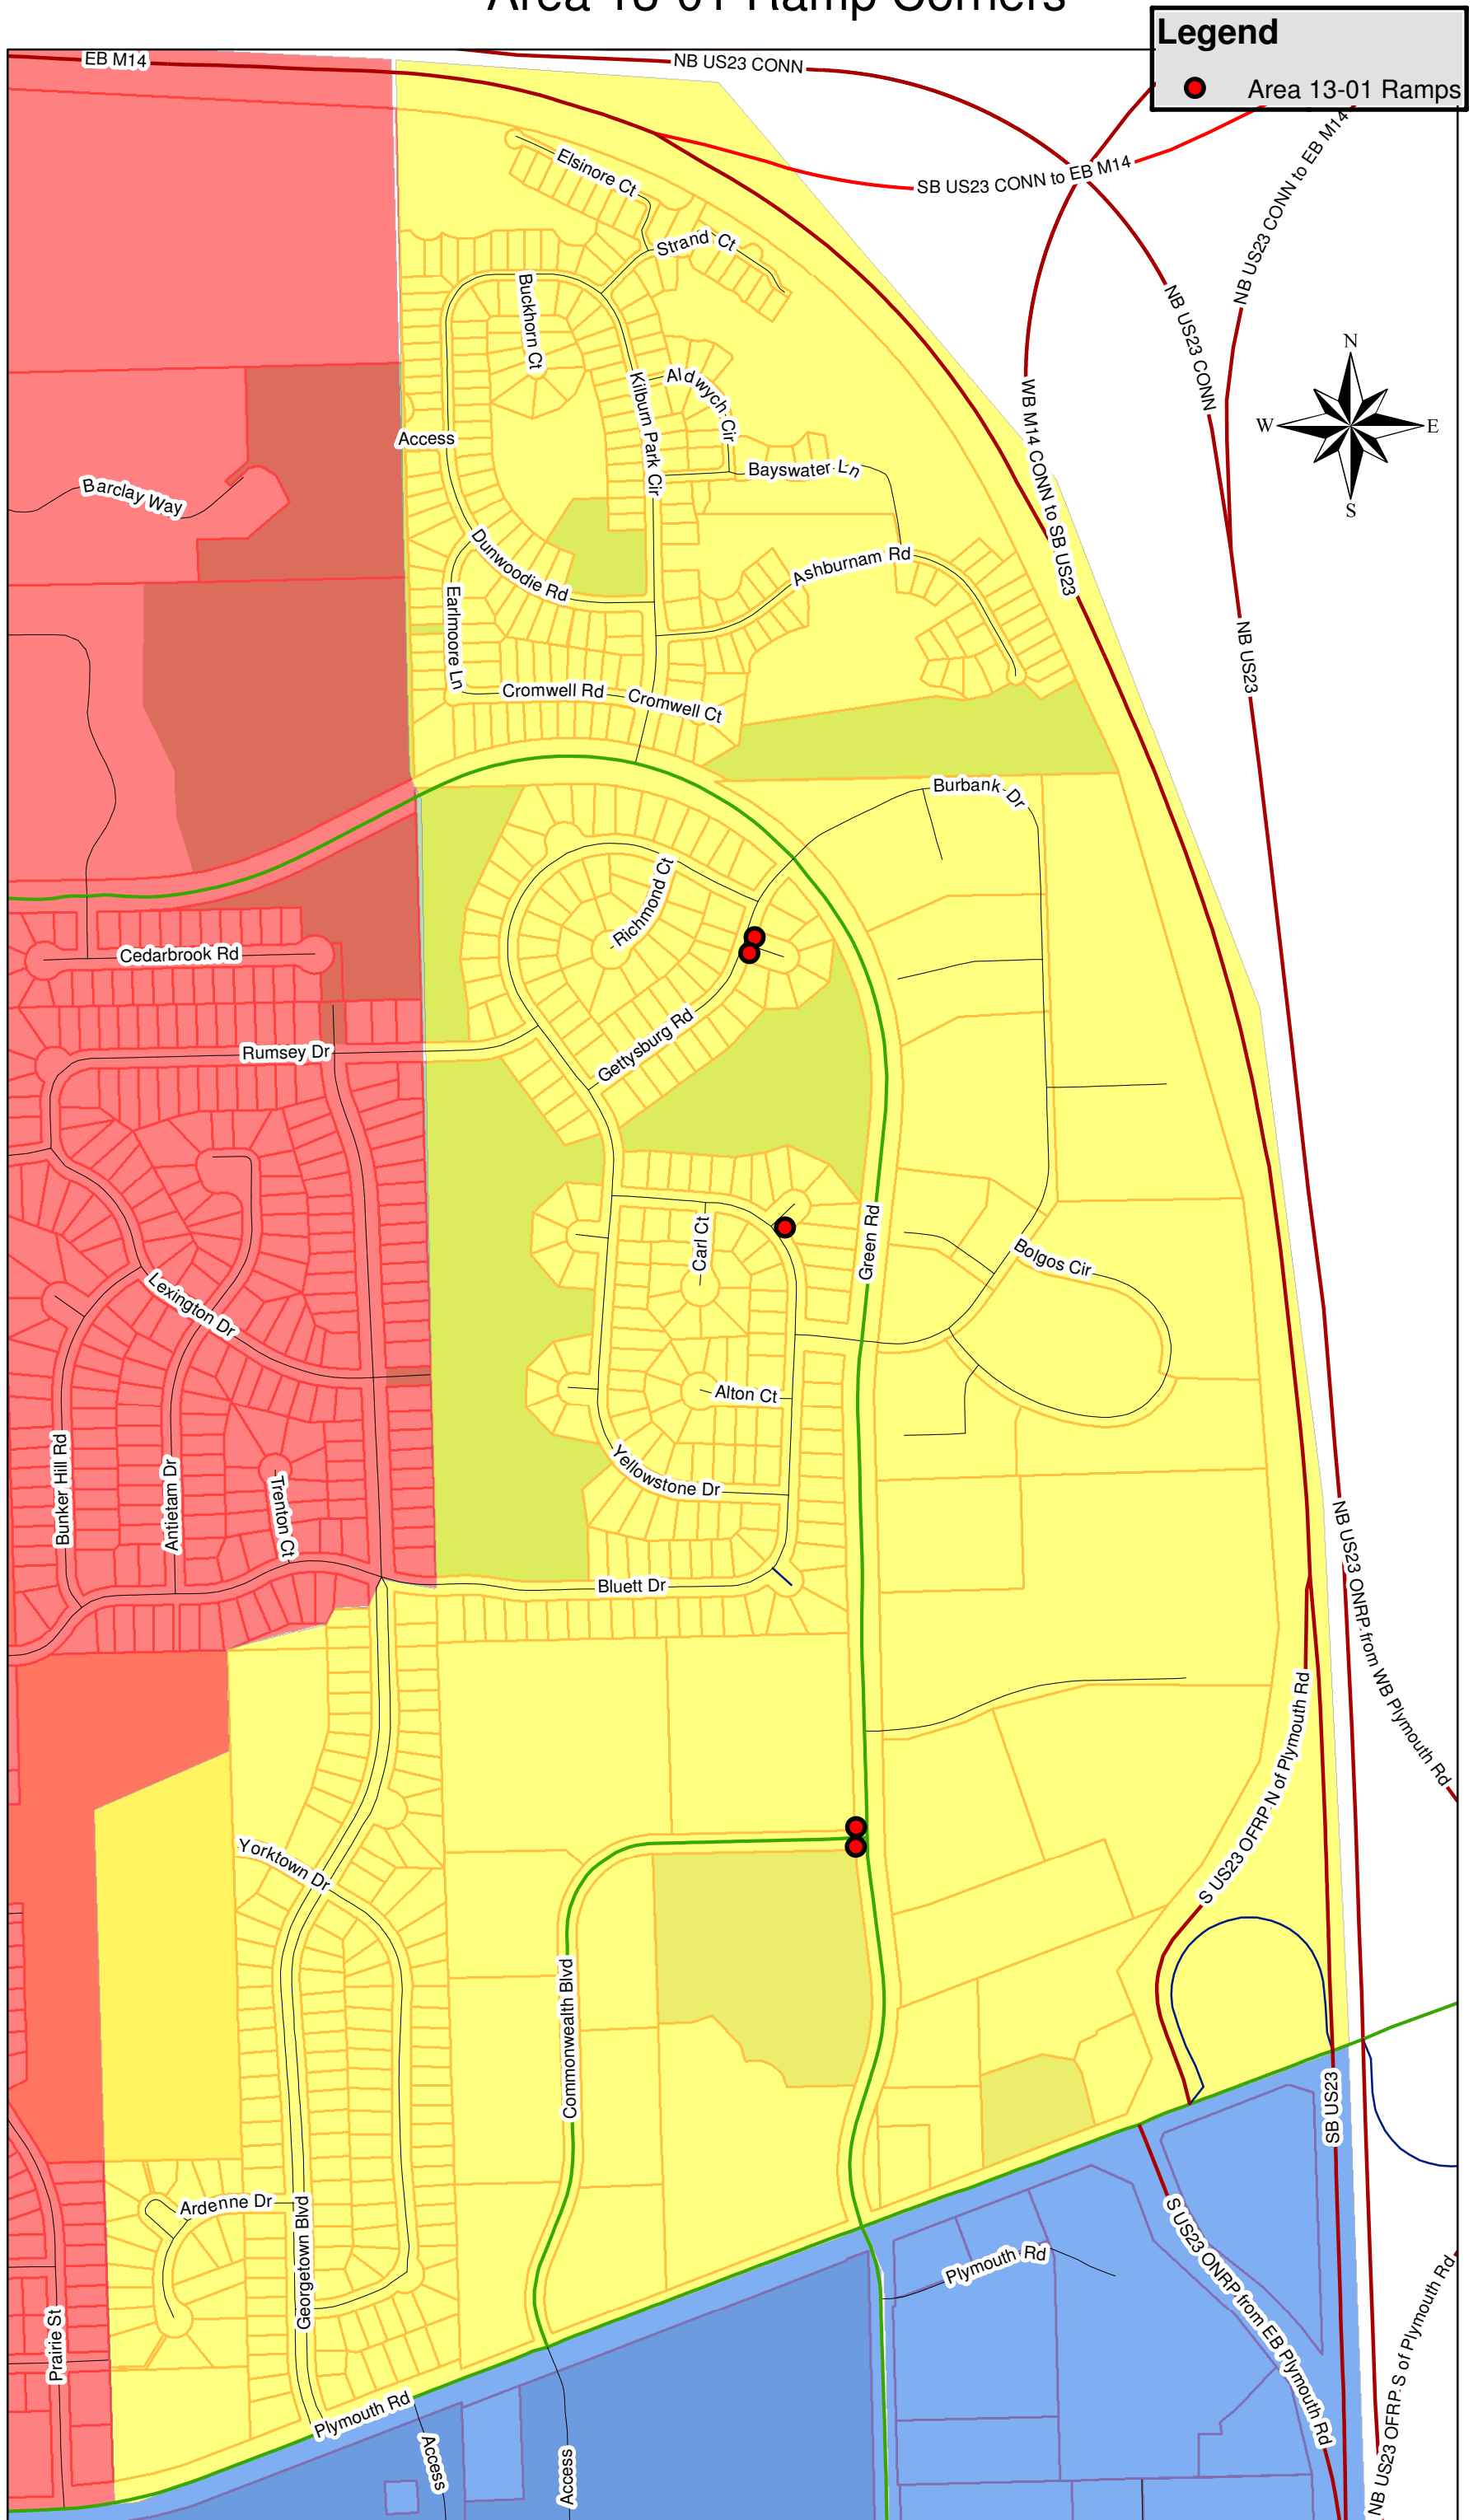 Area 13-01 Ramp Corners
Legend
Area 13-01 Ramps
EB M14
NB US23 CONN
SB US23 CONN to EB M14
NB US23 CONN to EB M14
Elsinore Ct
Strand Ct
Buckhorn Ct
NB US23 CONN
N
W
E
S
Kilburn Park Cir
Aldwych Cir
WB M14 CONN to SB US23
Access
Bayswater Ln
Barclay Way
Dunwoodie Rd
Ashburnam Rd
Earlmoore Ln
NB US23
Cromwell Rd
Cromwell Ct
Burbank Dr
Richmond Ct
Cedarbrook Rd
Gettysburg Rd
Rumsey Dr
Carl Ct
Green Rd
Bolgos Cir
Lexington Dr
Alton Ct
Bunker Hill Rd
Antietam Dr
Trenton Ct
Yellowstone Dr
NB US23 ONRP from WB Plymouth Rd
Bluett Dr
S US23 OFRP N of Plymouth Rd
Yorktown Dr
Commonwealth Blvd
SB US23
Ardenne Dr
Georgetown Blvd
S US23 ONRP from EB Plymouth Rd
Plymouth Rd
NB US23 OFRP S of Plymouth Rd
Prairie St
Plymouth Rd
Access
Access